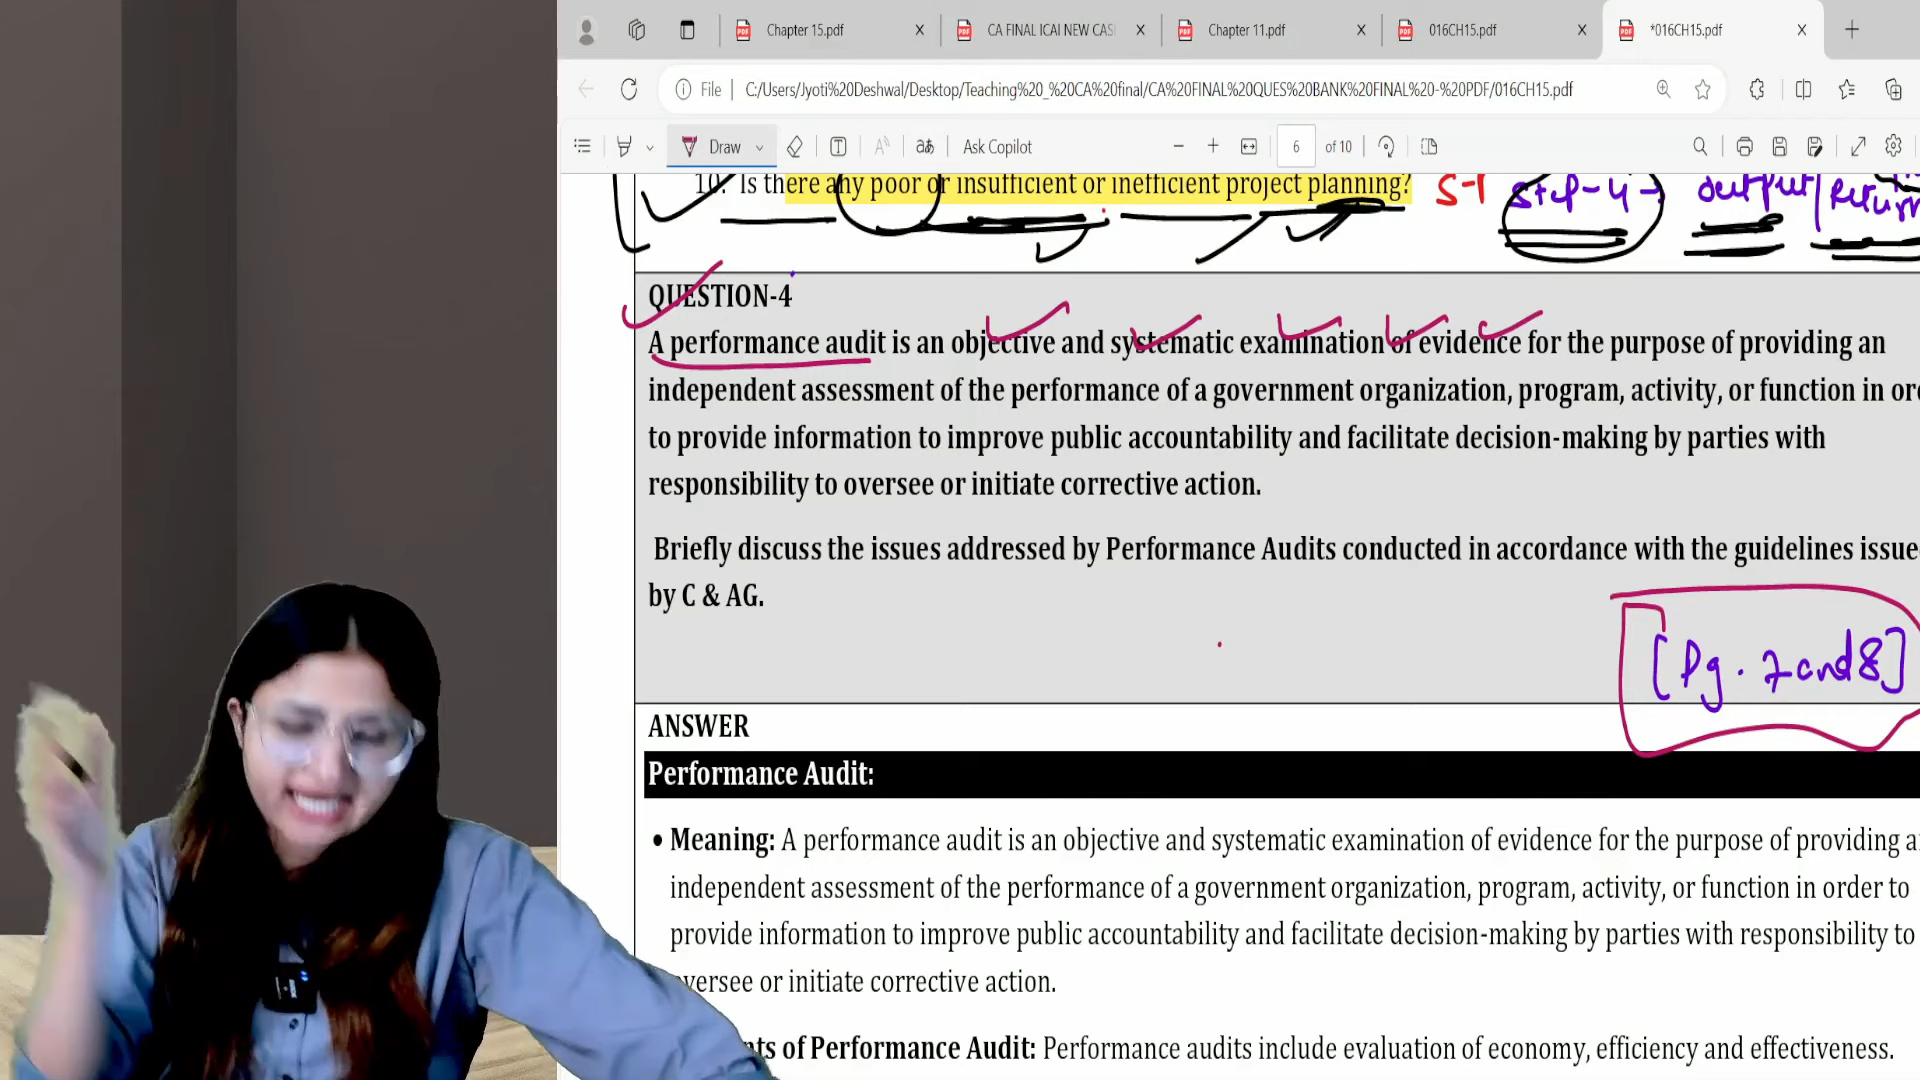 Chapter 15.pdf
CA FINAL ICAI NEW CAS
Chapter 11.pdf
016CH15.pdf
*016CH15.pdf
File
C:/Users/Jyoti%20Deshwal/Desktop/Teaching%20_%20CA%20final/CA%20FINAL%20QUES%20BANK%20FINAL%20-%20PDF/016CH15.pdf
Draw
Ask Copilot
6 of 10
10. Is there any poor or insufficient or inefficient project planning?
S-1 Step-4 → output/Return
QUESTION-4
A performance audit is an objective and systematic examination of evidence for the purpose of providing an
independent assessment of the performance of a government organization, program, activity, or function in or
to provide information to improve public accountability and facilitate decision-making by parties with
responsibility to oversee or initiate corrective action.
Briefly discuss the issues addressed by Performance Audits conducted in accordance with the guidelines issue
by C & AG.
[Pg. 7 and 8]
ANSWER
Performance Audit:
• Meaning: A performance audit is an objective and systematic examination of evidence for the purpose of providing a
independent assessment of the performance of a government organization, program, activity, or function in order to
provide information to improve public accountability and facilitate decision-making by parties with responsibility to
versee or initiate corrective action.
nts of Performance Audit: Performance audits include evaluation of economy, efficiency and effectiveness.